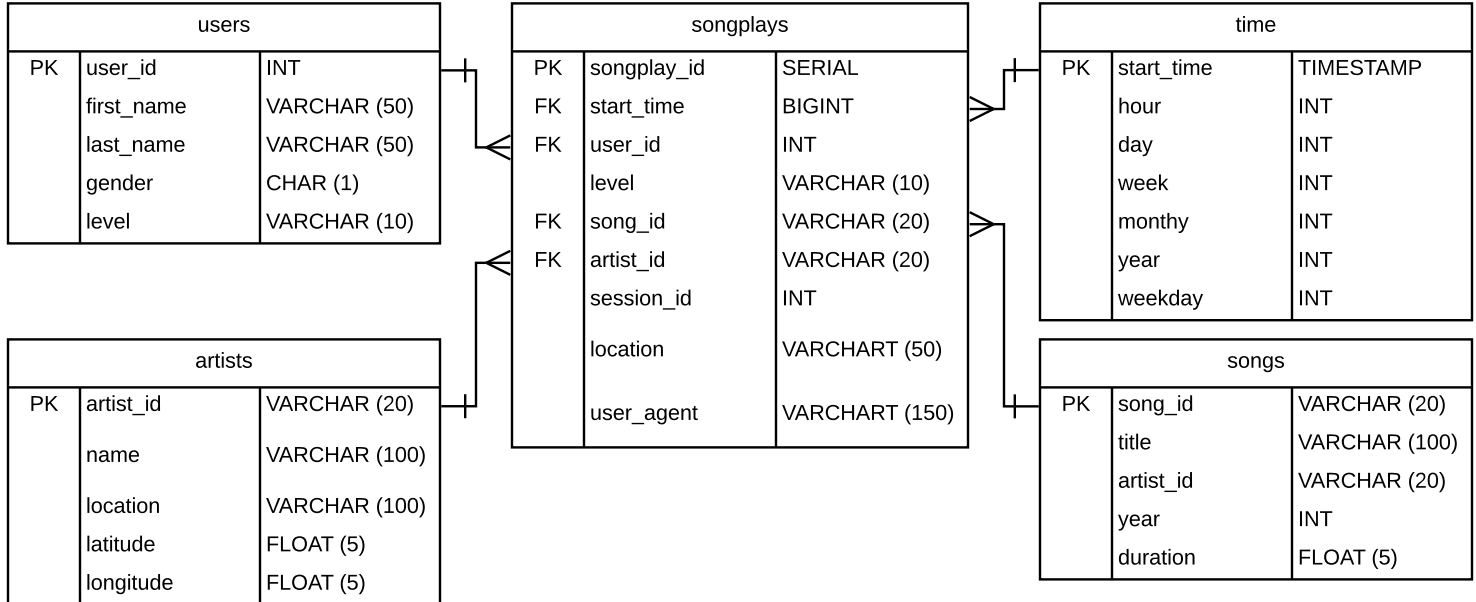 users
PK user_id INT
first_name VARCHAR (50)
last_name VARCHAR (50)
gender CHAR (1)
level VARCHAR (10)
songplays
PK songplay_id SERIAL
FK start_time BIGINT
FK user_id INT
level VARCHAR (10)
FK song_id VARCHAR (20)
FK artist_id VARCHAR (20)
session_id INT
location VARCHART (50)
user_agent VARCHART (150)
time
PK start_time TIMESTAMP
hour INT
day INT
week INT
monthy INT
year INT
weekday INT
artists
PK artist_id VARCHAR (20)
name VARCHAR (100)
location VARCHAR (100)
latitude FLOAT (5)
longitude FLOAT (5)
songs
PK song_id VARCHAR (20)
title VARCHAR (100)
artist_id VARCHAR (20)
year INT
duration FLOAT (5)